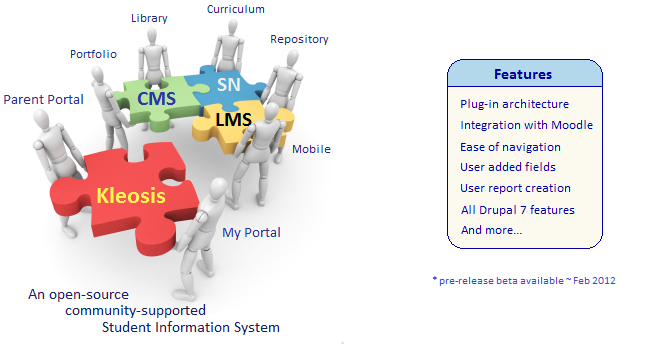 Curriculum
Library
Repository
Portfolio
Parent Portal
CMS
SN
LMS
Mobile
Kleosis
My Portal
An open-source
community-supported
Student Information System
Features
Plug-in architecture
Integration with Moodle
Ease of navigation
User added fields
User report creation
All Drupal 7 features
And more...
* pre-release beta available ~ Feb 2012